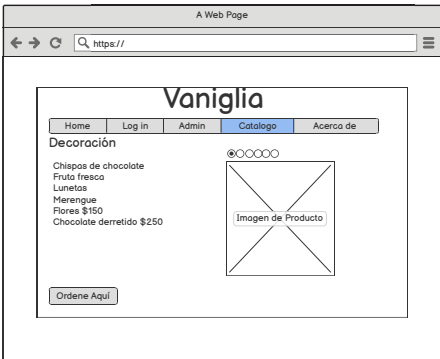 A Web Page
https://
Vaniglia
Home Log in Admin Catalogo Acerca de
Decoración
Chispas de chocolate
Fruta fresca
Lunetas
Merengue
Flores $150
Chocolate derretido $250
Imagen de Producto
Ordene Aquí